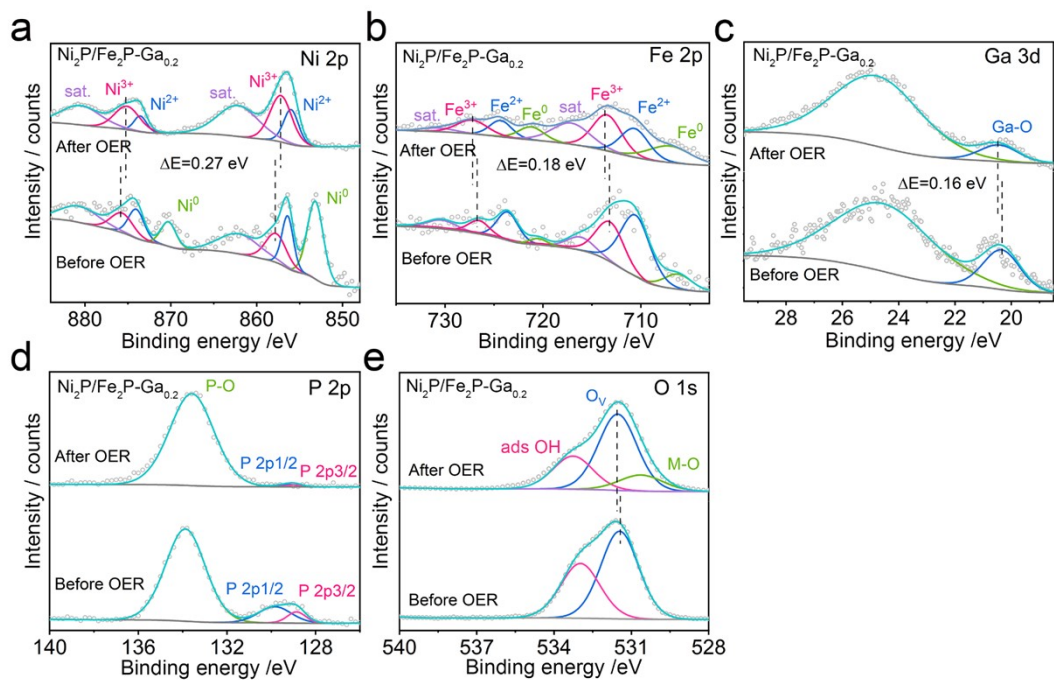 a
Ni₂P/Fe₂P-Ga₀.₂
Ni 2p
sat.
Ni³⁺
Ni²⁺
sat.
Ni³⁺
Ni²⁺
After OER
ΔE=0.27 eV
Ni⁰
Ni⁰
Before OER
Intensity / counts
880
870
860
850
Binding energy /eV
b
Ni₂P/Fe₂P-Ga₀.₂
Fe 2p
sat.
Fe³⁺
Fe²⁺
Fe⁰
sat.
Fe³⁺
Fe²⁺
Fe⁰
After OER
ΔE=0.18 eV
Before OER
Intensity / counts
730
720
710
Binding energy /eV
c
Ni₂P/Fe₂P-Ga₀.₂
Ga 3d
Ga-O
After OER
ΔE=0.16 eV
Before OER
Intensity / counts
28
26
24
22
20
Binding energy /eV
d
Ni₂P/Fe₂P-Ga₀.₂
P-O
P 2p
After OER
P 2p1/2
P 2p3/2
Before OER
P 2p1/2
P 2p3/2
Intensity / counts
140
136
132
128
Binding energy /eV
e
Ni₂P/Fe₂P-Ga₀.₂
O 1s
Oᵥ
ads OH
M-O
After OER
Before OER
Intensity / counts
540
537
534
531
528
Binding energy /eV